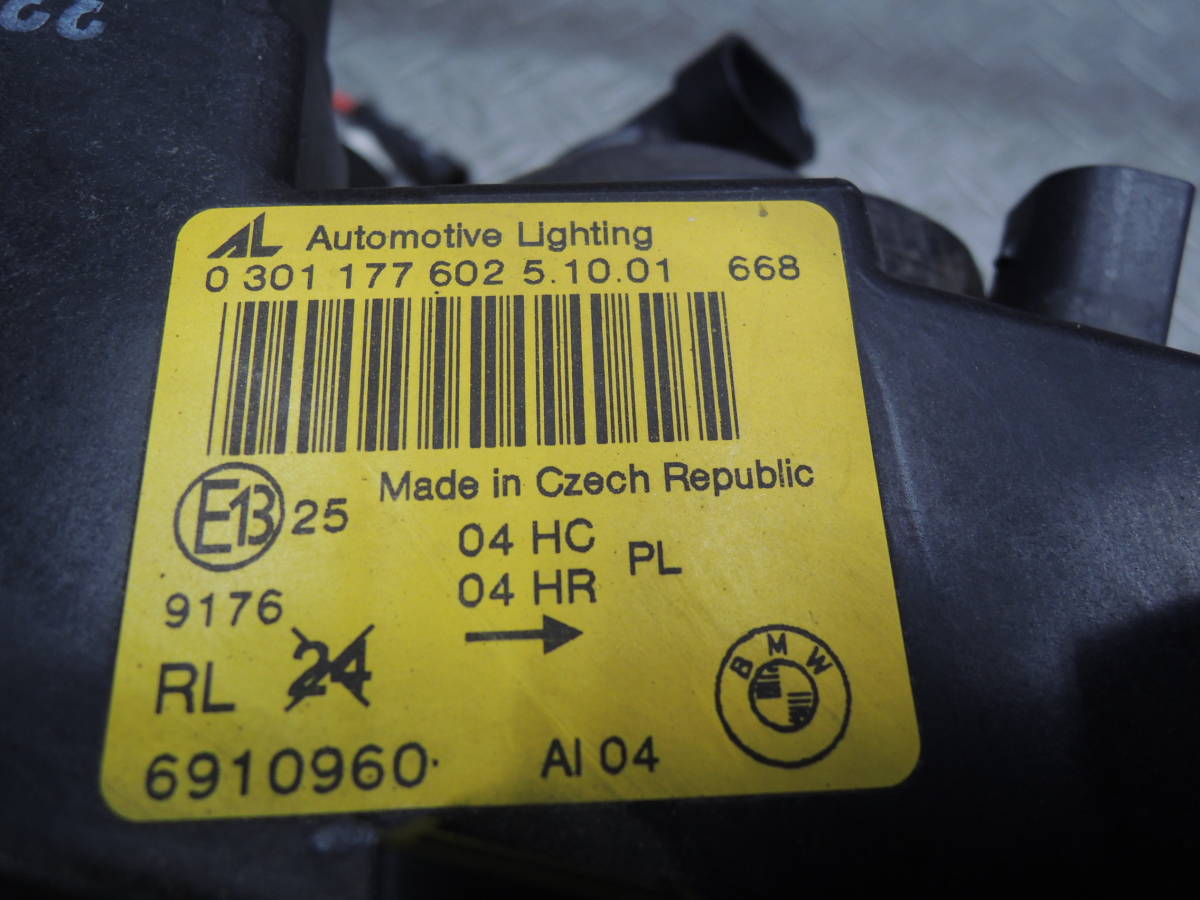 22
AL Automotive Lighting
0 301 177 602 5.10.01 668
Made in Czech Republic
E13 25
04 HC
04 HR
PL
9176
RL 24
BMW
6910960
AI 04